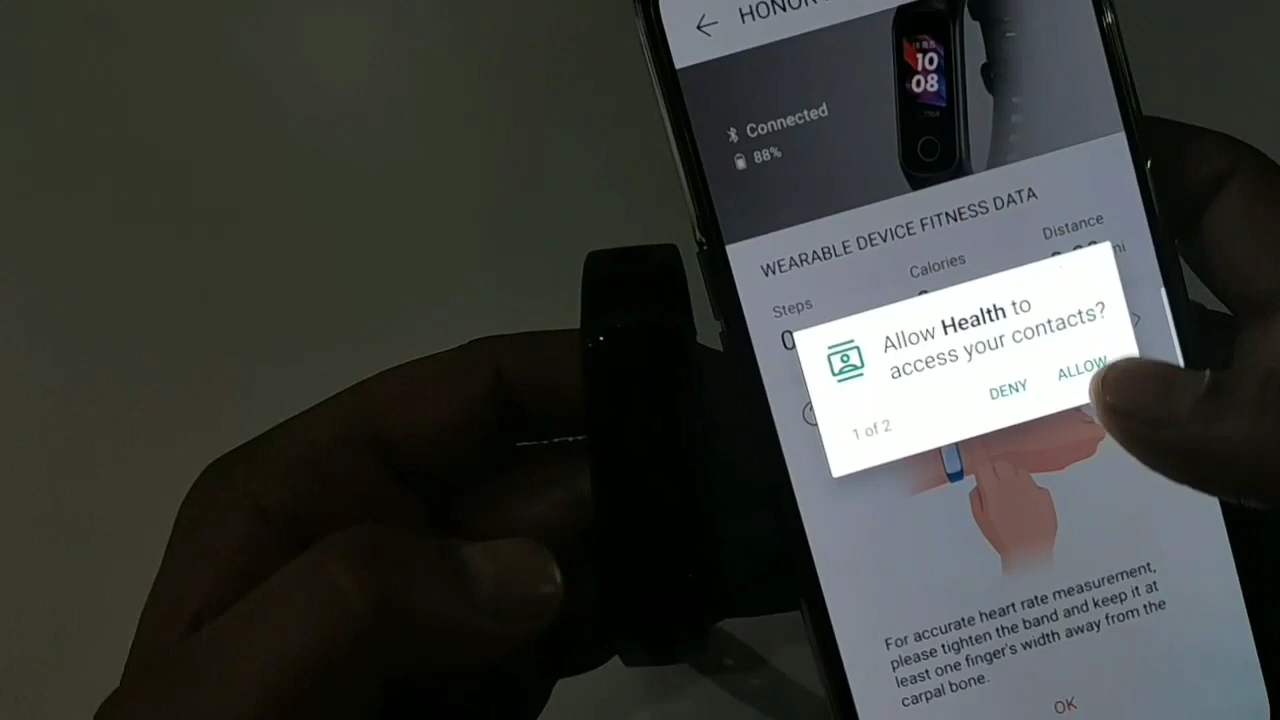 HONOR
10
08
Connected
88%
WEARABLE DEVICE FITNESS DATA
Steps
Calories
Distance
0
mi
Allow Health to
access your contacts?
DENY
ALLOW
1 of 2
For accurate heart rate measurement,
please tighten the band and keep it at
least one finger's width away from the
carpal bone.
OK